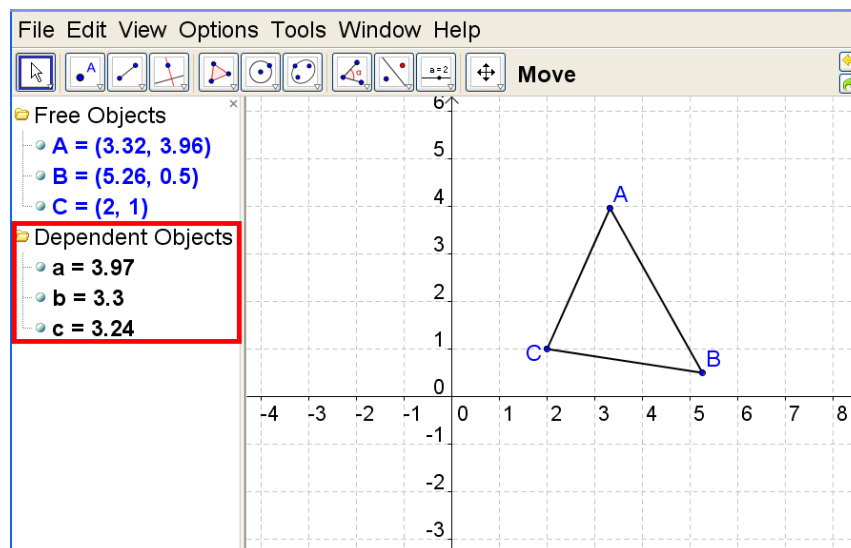 File Edit View Options Tools Window Help
A
α
a=2
Move
Free Objects
A = (3.32, 3.96)
B = (5.26, 0.5)
C = (2, 1)
Dependent Objects
a = 3.97
b = 3.3
c = 3.24
6
5
4
3
2
1
0
-1
-2
-3
-4 -3 -2 -1 0 1 2 3 4 5 6 7 8
A
C
B